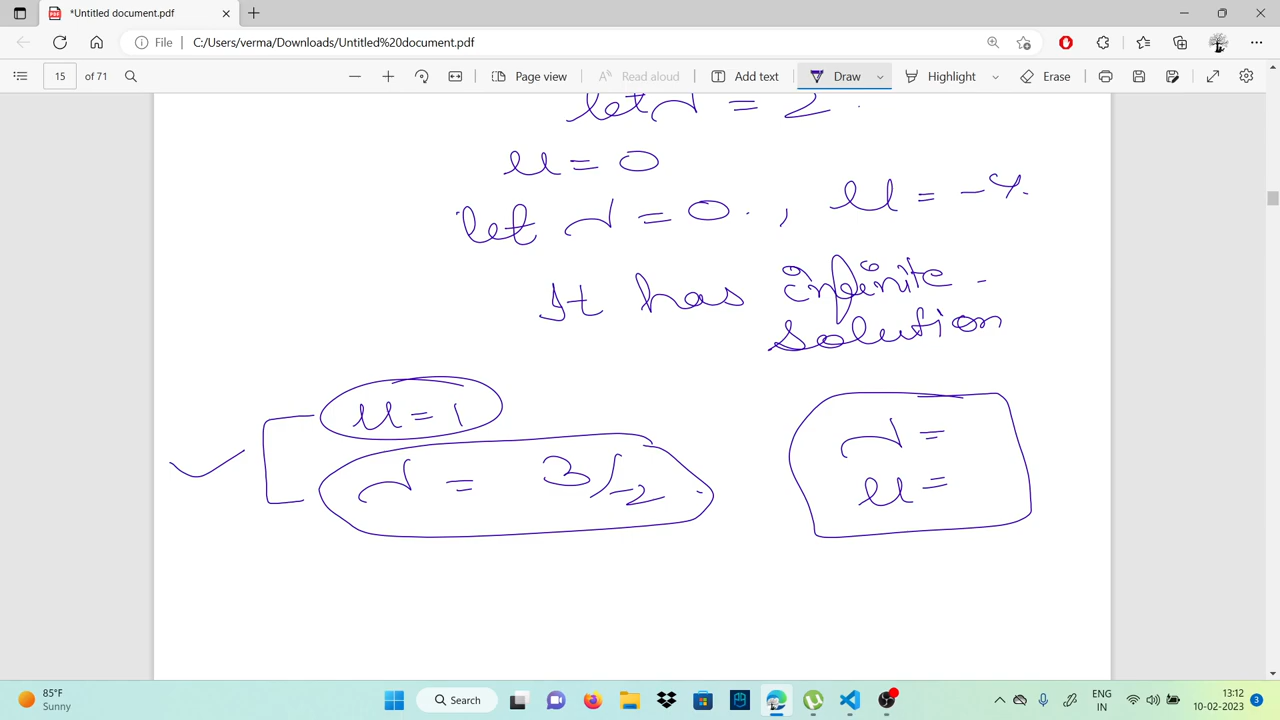 *Untitled document.pdf
File C:/Users/verma/Downloads/Untitled%20document.pdf
15 of 71 Page view Read aloud Add text Draw Highlight Erase
let = 2.
u = 0
let = 0. , u = -4.
It has infinite
solution
u = 1
= 3/-2
=
u =
85°F
Sunny
Search
ENG
IN
13:12
10-02-2023
3